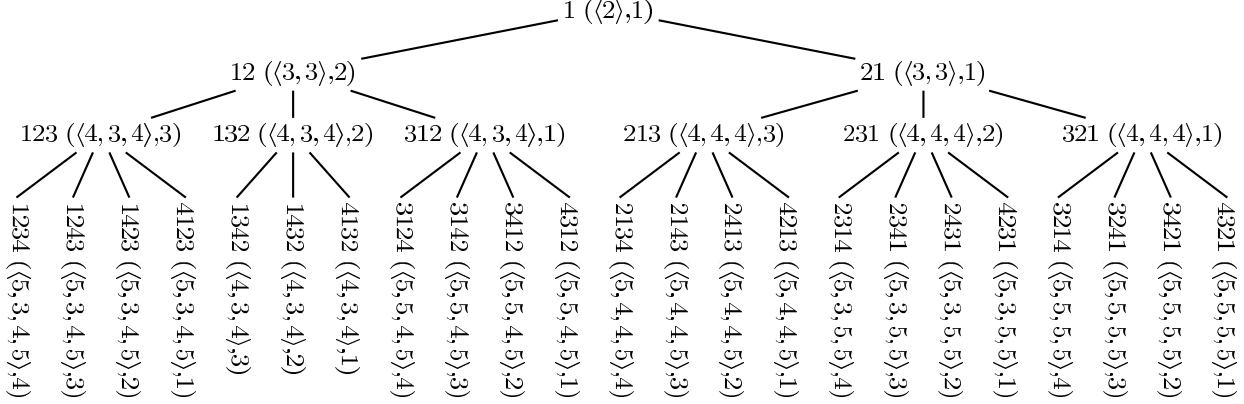 1 (⟨2⟩,1)
12 (⟨3, 3⟩,2)
21 (⟨3, 3⟩,1)
123 (⟨4, 3, 4⟩,3)
132 (⟨4, 3, 4⟩,2)
312 (⟨4, 3, 4⟩,1)
213 (⟨4, 4, 4⟩,3)
231 (⟨4, 4, 4⟩,2)
321 (⟨4, 4, 4⟩,1)
1234 (⟨5, 3, 4, 5⟩,4)
1243 (⟨5, 3, 4, 5⟩,3)
1423 (⟨5, 3, 4, 5⟩,2)
4123 (⟨5, 3, 4, 5⟩,1)
1342 (⟨4, 3, 4⟩,3)
1432 (⟨4, 3, 4⟩,2)
4132 (⟨4, 3, 4⟩,1)
3124 (⟨5, 5, 4, 5⟩,4)
3142 (⟨5, 5, 4, 5⟩,3)
3412 (⟨5, 5, 4, 5⟩,2)
4312 (⟨5, 5, 4, 5⟩,1)
2134 (⟨5, 4, 4, 5⟩,4)
2143 (⟨5, 4, 4, 5⟩,3)
2413 (⟨5, 4, 4, 5⟩,2)
4213 (⟨5, 4, 4, 5⟩,1)
2314 (⟨5, 3, 5, 5⟩,4)
2341 (⟨5, 3, 5, 5⟩,3)
2431 (⟨5, 3, 5, 5⟩,2)
4231 (⟨5, 3, 5, 5⟩,1)
3214 (⟨5, 5, 5, 5⟩,4)
3241 (⟨5, 5, 5, 5⟩,3)
3421 (⟨5, 5, 5, 5⟩,2)
4321 (⟨5, 5, 5, 5⟩,1)